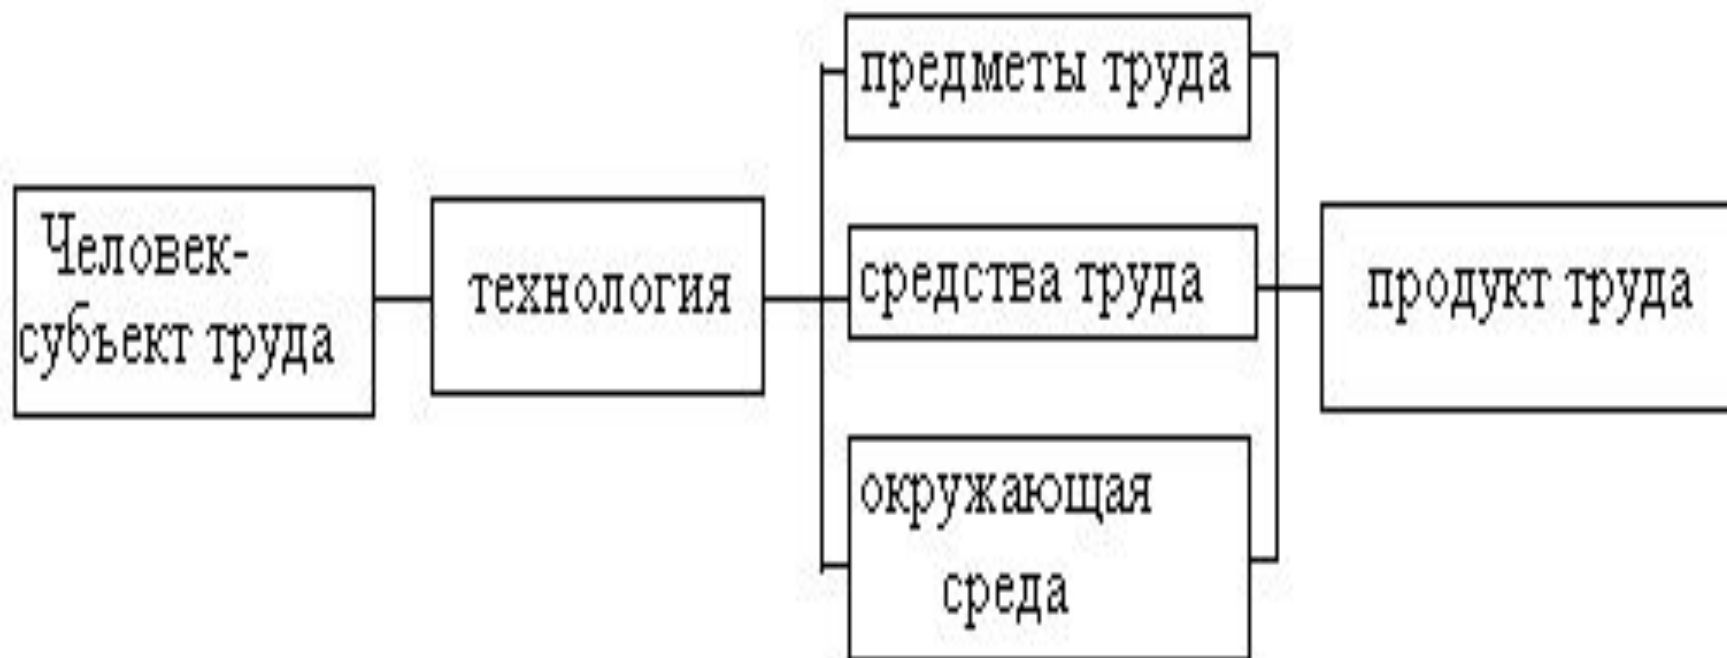 Человек-
субъект труда
технология
предметы труда
средства труда
окружающая
среда
продукт труда